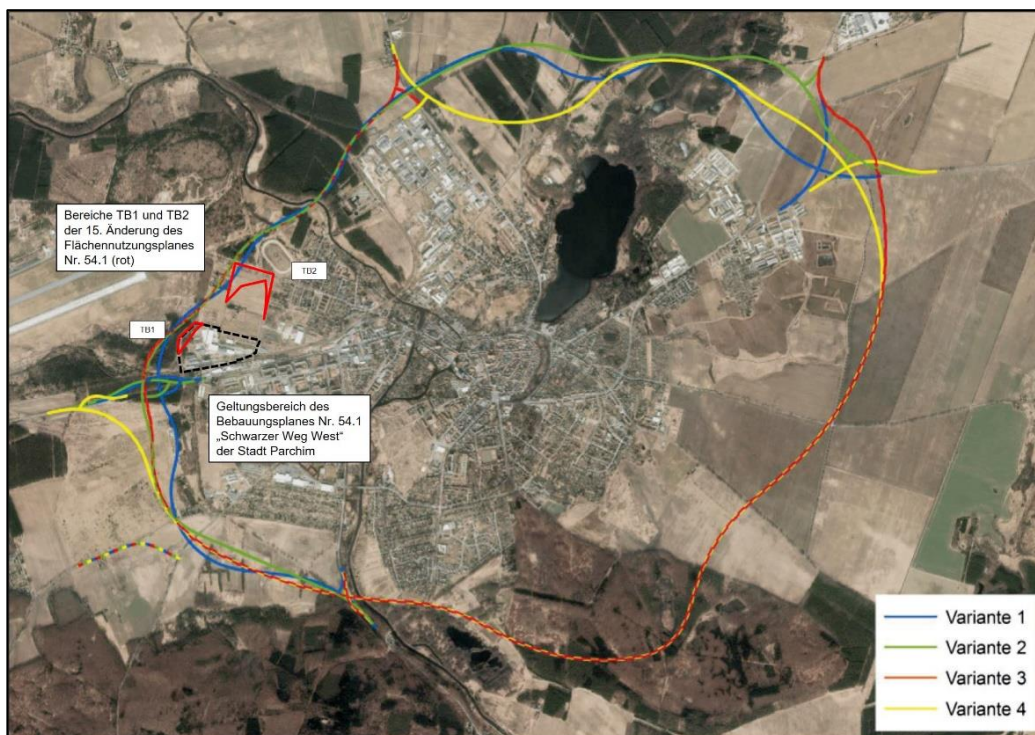 Bereiche TB1 und TB2
der 15. Änderung des
Flächennutzungsplanes
Nr. 54.1 (rot)
TB2
TB1
Geltungsbereich des
Bebauungsplanes Nr. 54.1
„Schwarzer Weg West“
der Stadt Parchim
Variante 1
Variante 2
Variante 3
Variante 4